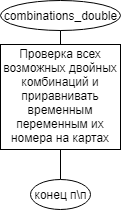 combinations_double
Проверка всех
возможных двойных
комбинаций и
приравнивать
временным
переменным их
номера на картах
конец п\п